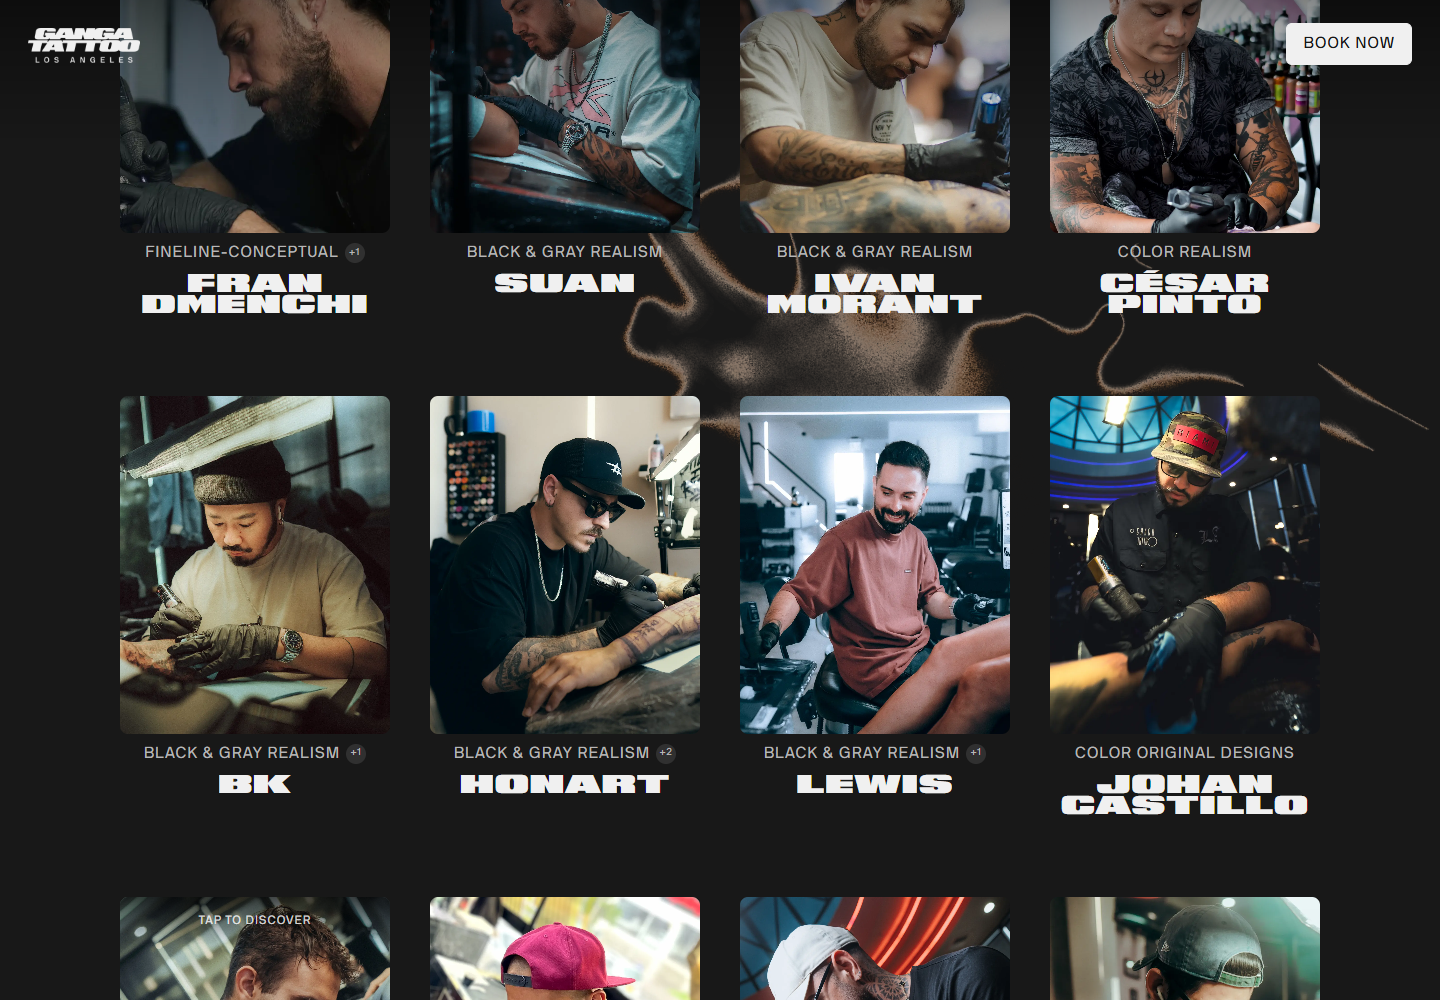 GANGA
TATTOO
LOS ANGELES
BOOK NOW
FINELINE-CONCEPTUAL +1
FRAN
DMENCHI
BLACK & GRAY REALISM
SUAN
BLACK & GRAY REALISM
IVAN
MORANT
COLOR REALISM
CÉSAR
PINTO
BLACK & GRAY REALISM +1
BK
BLACK & GRAY REALISM +2
HONART
BLACK & GRAY REALISM +1
LEWIS
COLOR ORIGINAL DESIGNS
JOHAN
CASTILLO
TAP TO DISCOVER